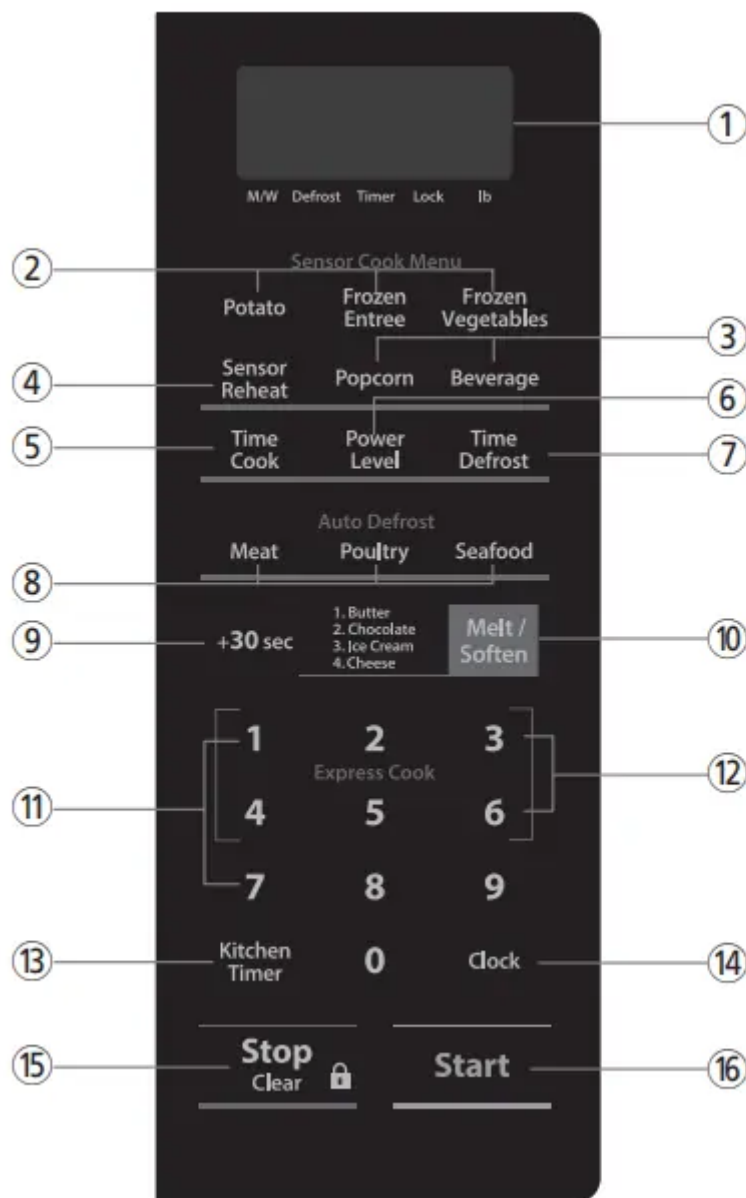 ①
M/W Defrost Timer Lock lb
② Sensor Cook Menu
Potato Frozen Entree Frozen Vegetables
③
④ Sensor Reheat Popcorn Beverage
⑥
⑤ Time Cook Power Level Time Defrost ⑦
Auto Defrost
Meat Poultry Seafood
⑧
⑨ +30 sec
1. Butter
2. Chocolate
3. Ice Cream
4. Cheese
Melt / Soften ⑩
1 2 3
⑪ Express Cook ⑫
4 5 6
7 8 9
⑬ Kitchen Timer 0 Clock ⑭
⑮ Stop Start ⑯
Clear